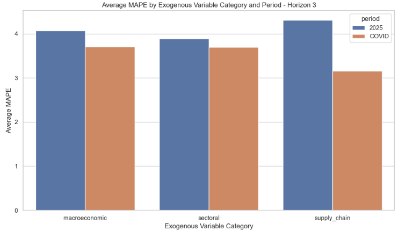 Average MAPE by Exogenous Variable Category and Period - Horizon 3
period
2025
COVID
4
3
2
1
0
Average MAPE
macroeconomic
sectoral
supply_chain
Exogenous Variable Category